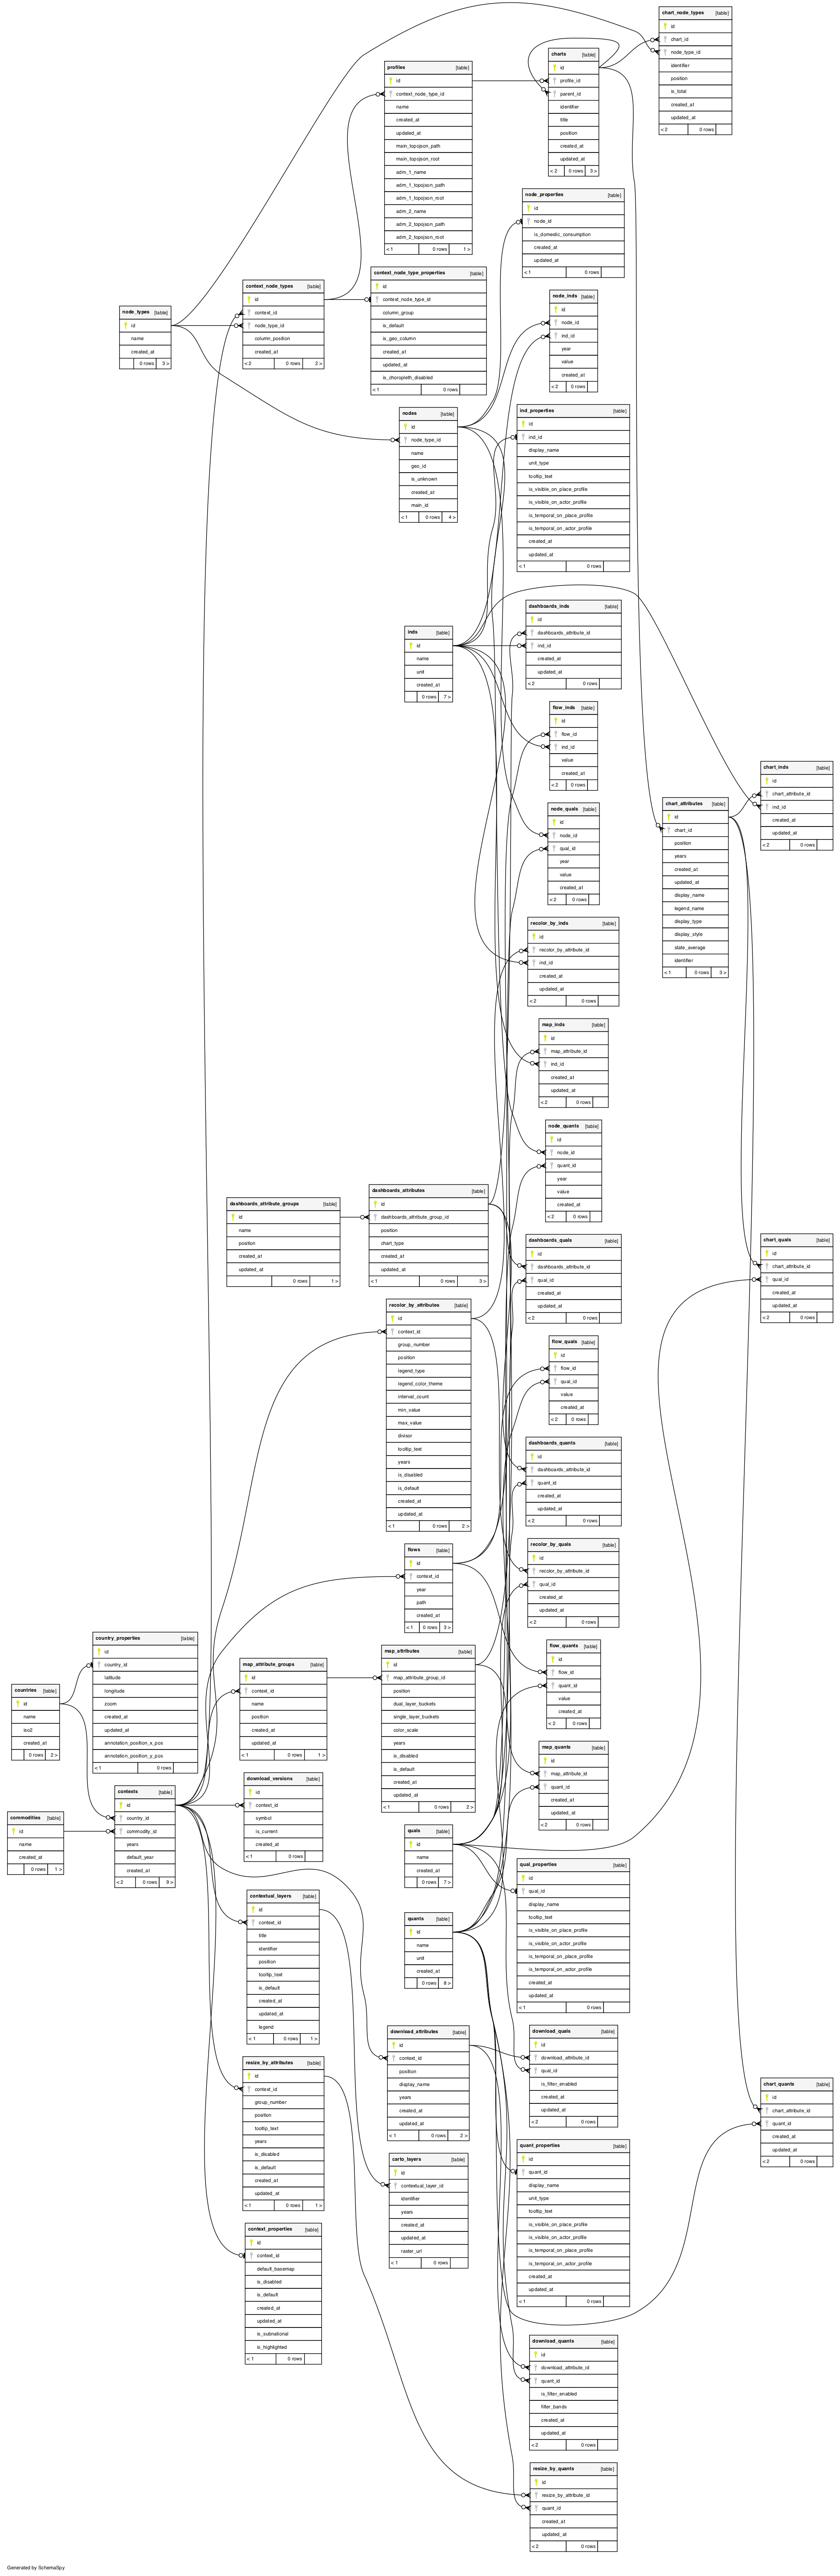 chart_node_types [table]
id
chart_id
node_type_id
identifier
position
is_total
created_at
updated_at
< 2 0 rows
charts [table]
id
profile_id
parent_id
identifier
title
position
created_at
updated_at
< 2 0 rows 3 >
profiles [table]
id
context_node_type_id
name
created_at
updated_at
main_topojson_path
main_topojson_root
adm_1_name
adm_1_topojson_path
adm_1_topojson_root
adm_2_name
adm_2_topojson_path
adm_2_topojson_root
< 1 0 rows 1 >
node_properties [table]
id
node_id
is_domestic_consumption
created_at
updated_at
< 1 0 rows
context_node_type_properties [table]
id
context_node_type_id
column_group
is_default
is_geo_column
created_at
updated_at
is_choropleth_disabled
< 1 0 rows
context_node_types [table]
id
context_id
node_type_id
column_position
created_at
< 2 0 rows 2 >
node_types [table]
id
name
created_at
0 rows 3 >
node_inds [table]
id
node_id
ind_id
year
value
created_at
< 2 0 rows
nodes [table]
id
node_type_id
name
geo_id
is_unknown
created_at
main_id
< 1 0 rows 4 >
ind_properties [table]
id
ind_id
display_name
unit_type
tooltip_text
is_visible_on_place_profile
is_visible_on_actor_profile
is_temporal_on_place_profile
is_temporal_on_actor_profile
created_at
updated_at
< 1 0 rows
dashboards_inds [table]
id
dashboards_attribute_id
ind_id
created_at
updated_at
< 2 0 rows
inds [table]
id
name
unit
created_at
0 rows 7 >
flow_inds [table]
id
flow_id
ind_id
value
created_at
< 2 0 rows
chart_inds [table]
id
chart_attribute_id
ind_id
created_at
updated_at
< 2 0 rows
chart_attributes [table]
id
chart_id
position
years
created_at
updated_at
display_name
legend_name
display_type
display_style
state_average
identifier
< 1 0 rows 3 >
node_quals [table]
id
node_id
qual_id
year
value
created_at
< 2 0 rows
recolor_by_inds [table]
id
recolor_by_attribute_id
ind_id
created_at
updated_at
< 2 0 rows
map_inds [table]
id
map_attribute_id
ind_id
created_at
updated_at
< 2 0 rows
node_quants [table]
id
node_id
quant_id
year
value
created_at
< 2 0 rows
dashboards_attribute_groups [table]
id
name
position
created_at
updated_at
0 rows 1 >
dashboards_attributes [table]
id
dashboards_attribute_group_id
position
chart_type
created_at
updated_at
< 1 0 rows 3 >
dashboards_quals [table]
id
dashboards_attribute_id
qual_id
created_at
updated_at
< 2 0 rows
chart_quals [table]
id
chart_attribute_id
qual_id
created_at
updated_at
< 2 0 rows
recolor_by_attributes [table]
id
context_id
group_number
position
legend_type
legend_color_theme
interval_count
min_value
max_value
divisor
tooltip_text
years
is_disabled
is_default
created_at
updated_at
< 1 0 rows 2 >
flow_quals [table]
id
flow_id
qual_id
value
created_at
< 2 0 rows
dashboards_quants [table]
id
dashboards_attribute_id
quant_id
created_at
updated_at
< 2 0 rows
recolor_by_quals [table]
id
recolor_by_attribute_id
qual_id
created_at
updated_at
< 2 0 rows
flows [table]
id
context_id
year
path
created_at
< 1 0 rows 3 >
flow_quants [table]
id
flow_id
quant_id
value
created_at
< 2 0 rows
country_properties [table]
id
country_id
latitude
longitude
zoom
created_at
updated_at
annotation_position_x_pos
annotation_position_y_pos
< 1 0 rows
countries [table]
id
name
iso2
created_at
0 rows 2 >
map_attribute_groups [table]
id
context_id
name
position
created_at
updated_at
< 1 0 rows 1 >
map_attributes [table]
id
map_attribute_group_id
position
dual_layer_buckets
single_layer_buckets
color_scale
years
is_disabled
is_default
created_at
updated_at
< 1 0 rows 2 >
map_quants [table]
id
map_attribute_id
quant_id
created_at
updated_at
< 2 0 rows
download_versions [table]
id
context_id
symbol
is_current
created_at
< 1 0 rows
contexts [table]
id
country_id
commodity_id
years
default_year
created_at
< 2 0 rows 9 >
commodities [table]
id
name
created_at
0 rows 1 >
quals [table]
id
name
created_at
0 rows 7 >
qual_properties [table]
id
qual_id
display_name
tooltip_text
is_visible_on_place_profile
is_visible_on_actor_profile
is_temporal_on_place_profile
is_temporal_on_actor_profile
created_at
updated_at
< 1 0 rows
contextual_layers [table]
id
context_id
title
identifier
position
tooltip_text
is_default
created_at
updated_at
legend
< 1 0 rows 1 >
quants [table]
id
name
unit
created_at
0 rows 8 >
download_attributes [table]
id
context_id
position
display_name
years
created_at
updated_at
< 1 0 rows 2 >
download_quals [table]
id
download_attribute_id
qual_id
is_filter_enabled
created_at
updated_at
< 2 0 rows
resize_by_attributes [table]
id
context_id
group_number
position
tooltip_text
years
is_disabled
is_default
created_at
updated_at
< 1 0 rows 1 >
chart_quants [table]
id
chart_attribute_id
quant_id
created_at
updated_at
< 2 0 rows
quant_properties [table]
id
quant_id
display_name
unit_type
tooltip_text
is_visible_on_place_profile
is_visible_on_actor_profile
is_temporal_on_place_profile
is_temporal_on_actor_profile
created_at
updated_at
< 1 0 rows
carto_layers [table]
id
contextual_layer_id
identifier
years
created_at
updated_at
raster_url
< 1 0 rows
context_properties [table]
id
context_id
default_basemap
is_disabled
is_default
created_at
updated_at
is_subnational
is_highlighted
< 1 0 rows
download_quants [table]
id
download_attribute_id
quant_id
is_filter_enabled
filter_bands
created_at
updated_at
< 2 0 rows
resize_by_quants [table]
id
resize_by_attribute_id
quant_id
created_at
updated_at
< 2 0 rows
Generated by SchemaSpy